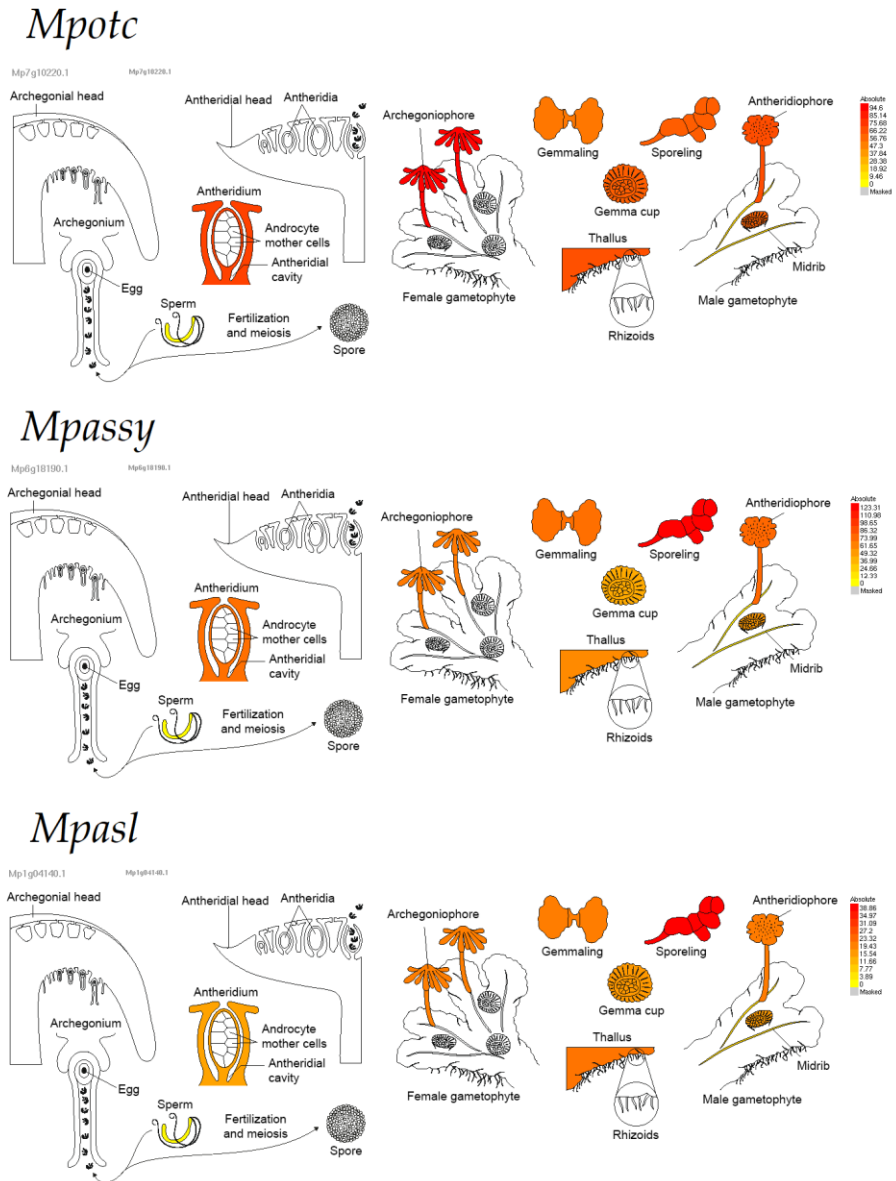 Mpotc
Mp7g10220.1 Mp7g10220.1
Archegonial head
Antheridial head
Antheridia
Archegoniophore
Gemmaling
Sporeling
Antheridiophore
Absolute
94.6
85.14
75.68
66.22
56.76
47.3
37.84
28.38
18.92
9.46
0
Masked
Antheridium
Androcyte
mother cells
Gemma cup
Archegonium
Antheridial
cavity
Thallus
Midrib
Egg
Sperm
Fertilization
and meiosis
Spore
Female gametophyte
Rhizoids
Male gametophyte
Mpassy
Mp6g18190.1 Mp6g18190.1
Archegonial head
Antheridial head
Antheridia
Archegoniophore
Gemmaling
Sporeling
Antheridiophore
Absolute
123.31
110.98
98.65
86.32
73.99
61.65
49.32
36.99
24.66
12.33
0
Masked
Antheridium
Androcyte
mother cells
Gemma cup
Archegonium
Antheridial
cavity
Thallus
Midrib
Egg
Sperm
Fertilization
and meiosis
Spore
Female gametophyte
Rhizoids
Male gametophyte
Mpasl
Mp1g04140.1 Mp1g04140.1
Archegonial head
Antheridial head
Antheridia
Archegoniophore
Gemmaling
Sporeling
Antheridiophore
Absolute
38.86
34.97
31.09
27.2
23.32
19.43
15.54
11.66
7.77
3.89
0
Masked
Antheridium
Androcyte
mother cells
Gemma cup
Archegonium
Antheridial
cavity
Thallus
Midrib
Egg
Sperm
Fertilization
and meiosis
Spore
Female gametophyte
Rhizoids
Male gametophyte